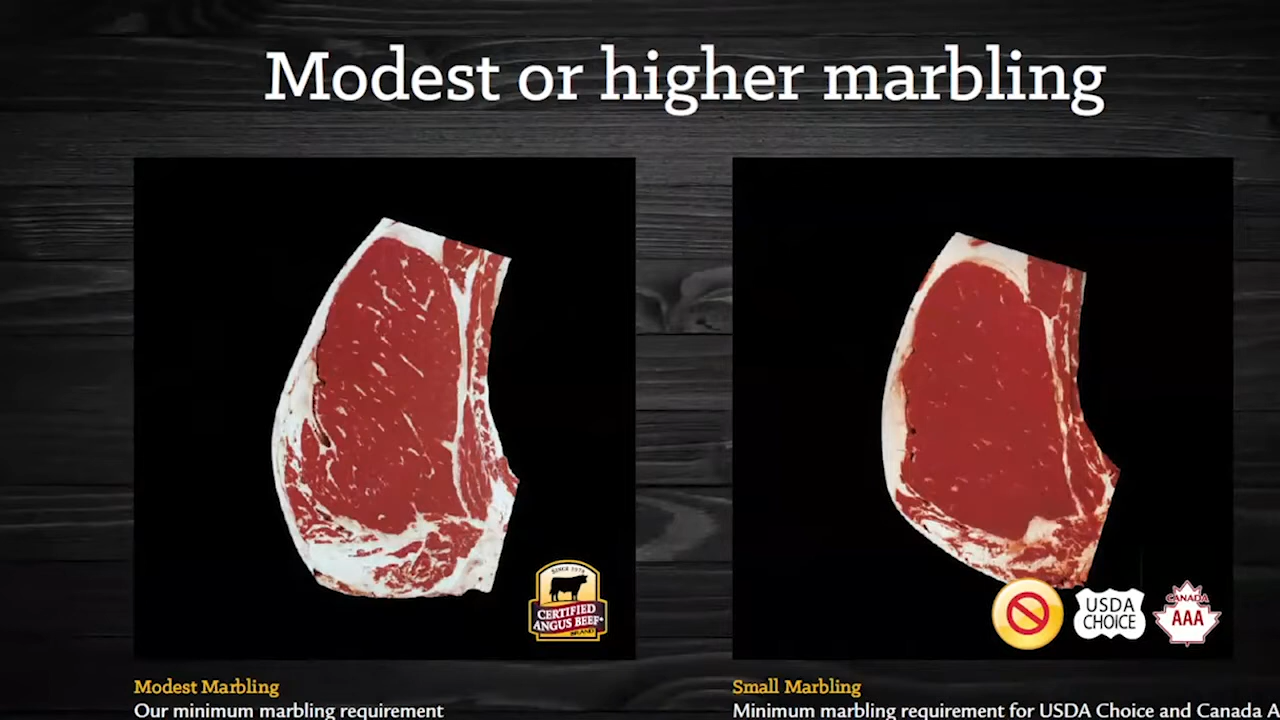 Modest or higher marbling
SINCE 1978
CERTIFIED
ANGUS BEEF®
BRAND
USDA
CHOICE
CANADA
AAA
Modest Marbling
Our minimum marbling requirement
Small Marbling
Minimum marbling requirement for USDA Choice and Canada A